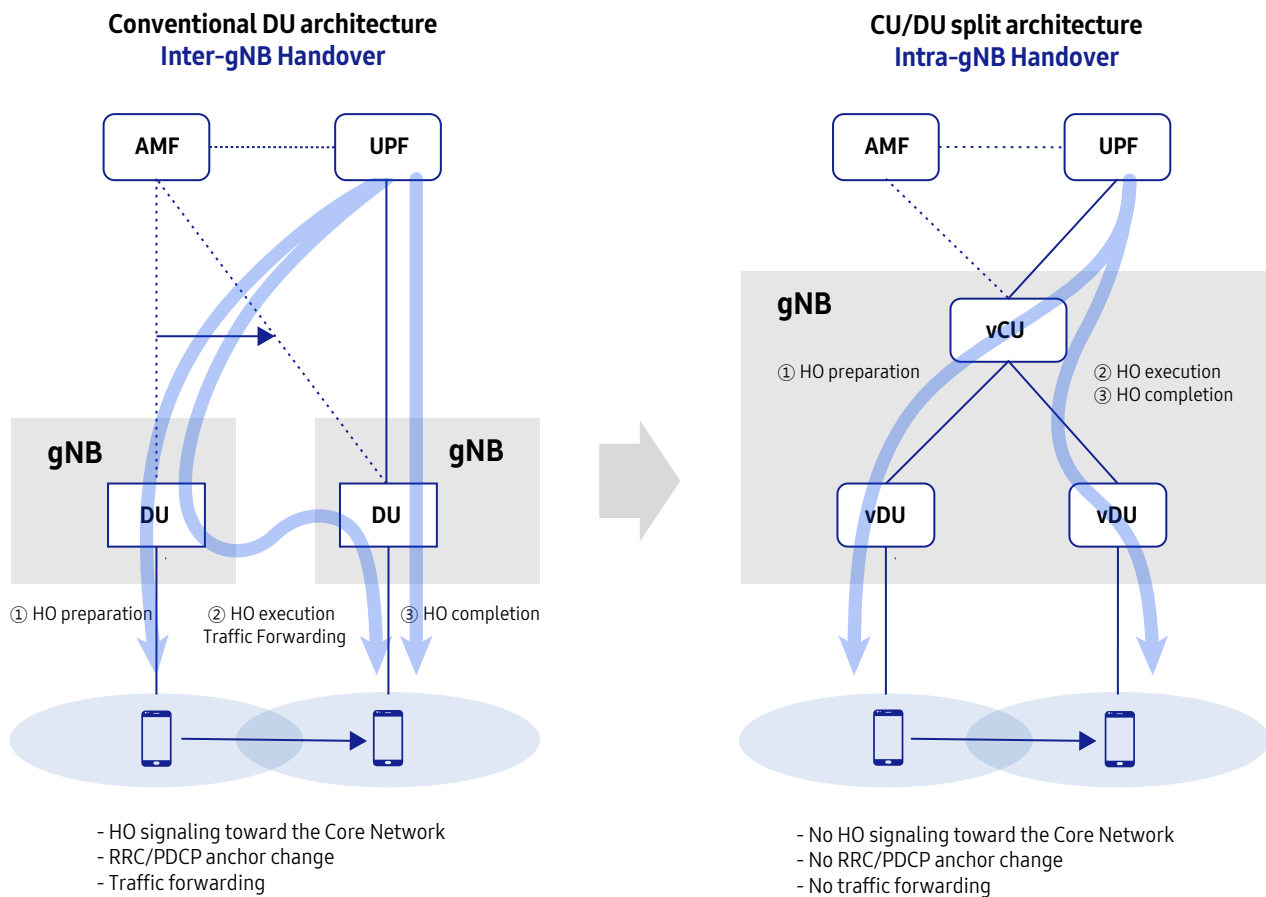 Conventional DU architecture
Inter-gNB Handover
AMF
UPF
gNB
gNB
DU
DU
① HO preparation
② HO execution
Traffic Forwarding
③ HO completion
- HO signaling toward the Core Network
- RRC/PDCP anchor change
- Traffic forwarding
CU/DU split architecture
Intra-gNB Handover
AMF
UPF
gNB
vCU
① HO preparation
② HO execution
③ HO completion
vDU
vDU
- No HO signaling toward the Core Network
- No RRC/PDCP anchor change
- No traffic forwarding